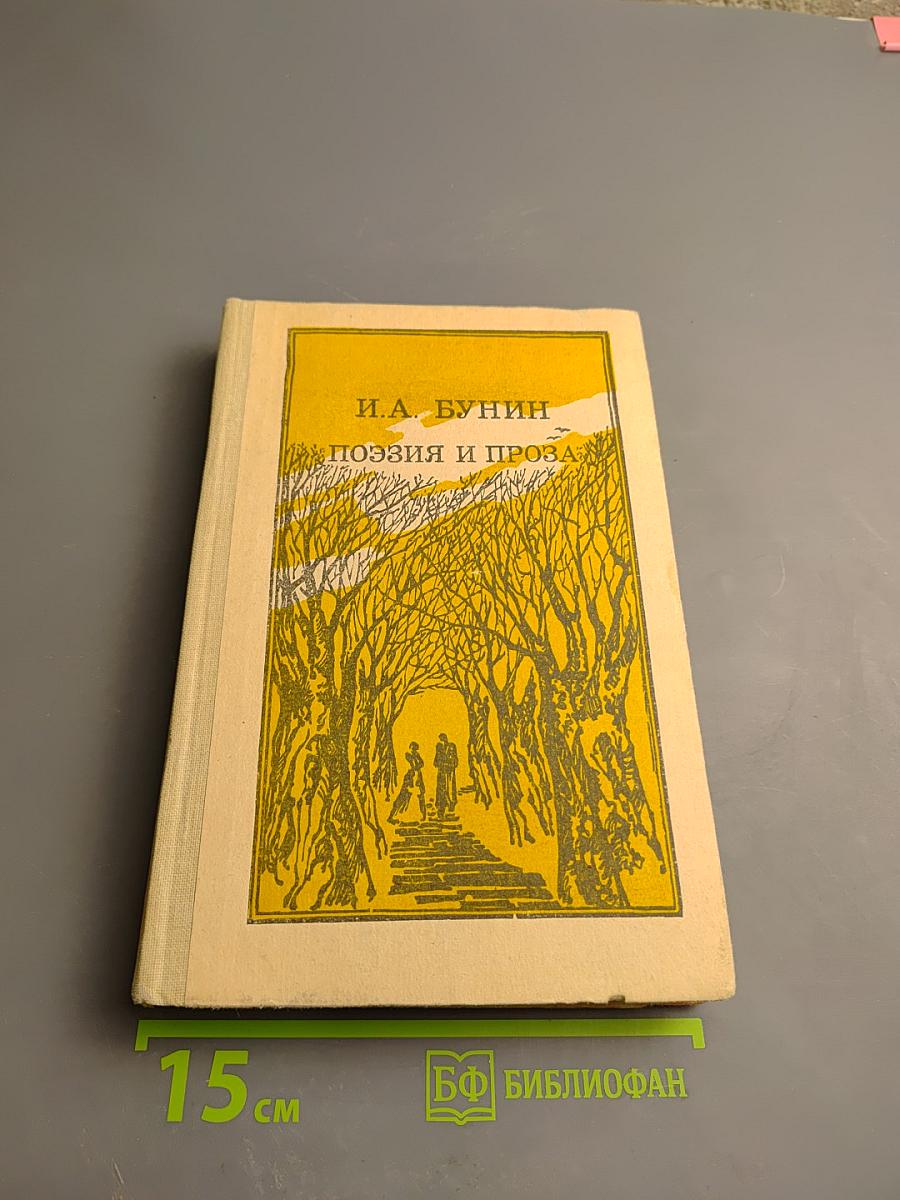 И.А. БУНИН
ПОЭЗИЯ И ПРОЗА
15 см
БФ БИБЛИОФАН